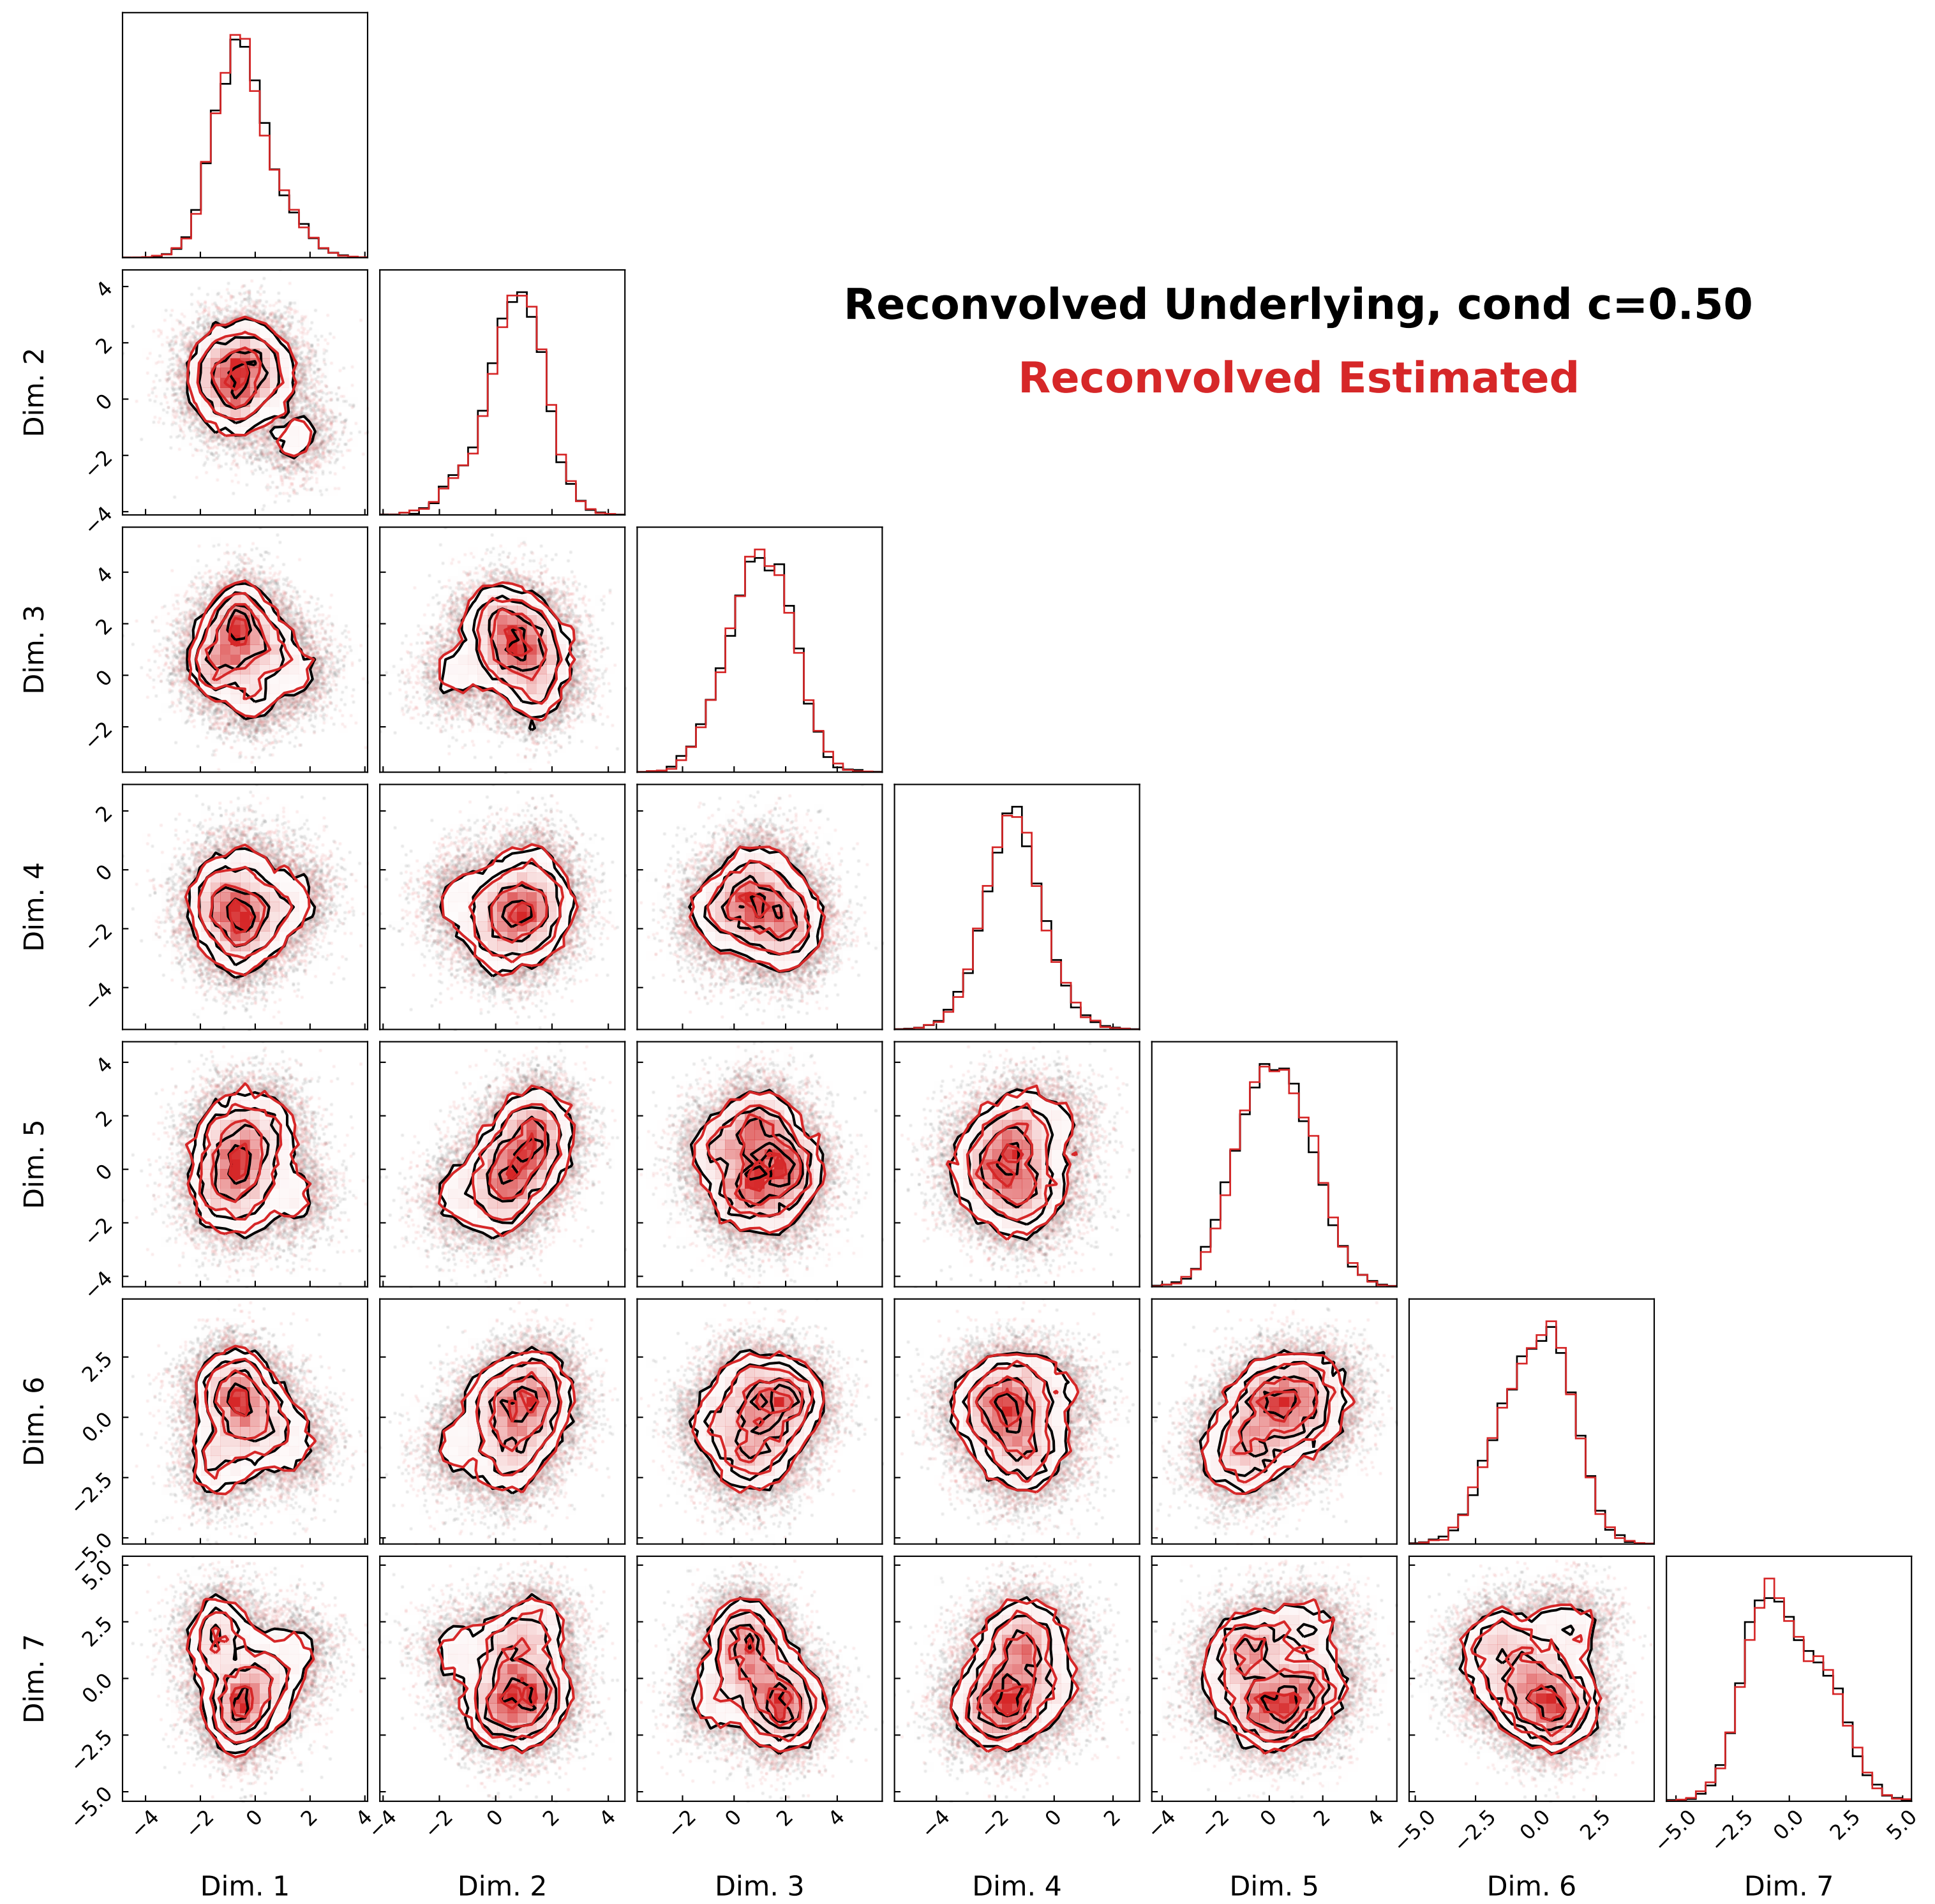 Reconvolved Underlying, cond c=0.50
Reconvolved Estimated
4
2
0
−2
−4
Dim. 2
4
2
0
−2
Dim. 3
2
0
−2
−4
Dim. 4
4
2
0
−2
−4
Dim. 5
2.5
0.0
−2.5
−5.0
Dim. 6
5.0
2.5
0.0
−2.5
−5.0
Dim. 7
−4 −2 0 2 4 −4 −2 0 2 4 −2 0 2 4 −4 −2 0 2 −4 −2 0 2 4 −5.0 −2.5 0.0 2.5 −5.0 −2.5 0.0 2.5 5.0
Dim. 1 Dim. 2 Dim. 3 Dim. 4 Dim. 5 Dim. 6 Dim. 7